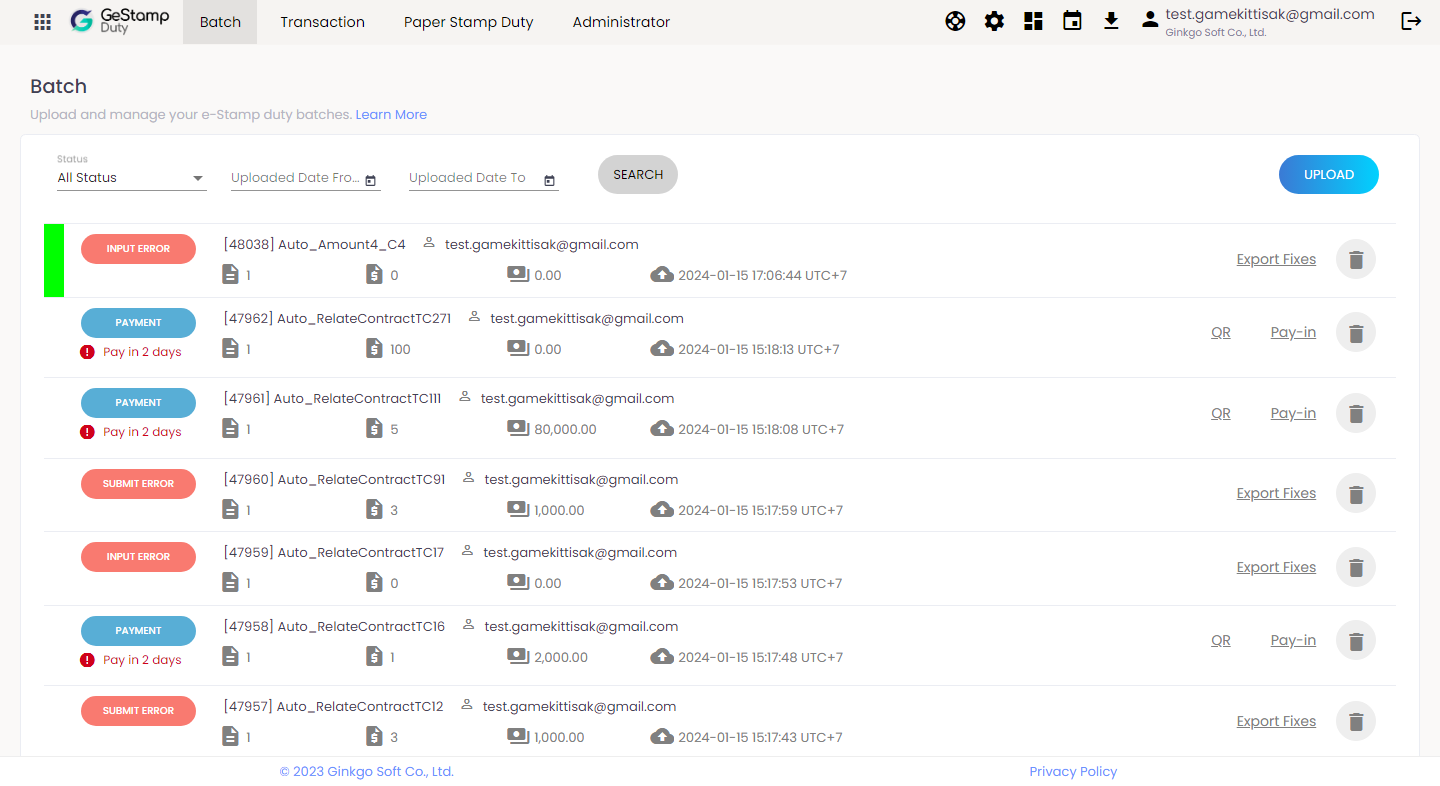 GeStamp
Duty
Batch
Transaction
Paper Stamp Duty
Administrator
test.gamekittisak@gmail.com
Ginkgo Soft Co., Ltd.
Batch
Upload and manage your e-Stamp duty batches. Learn More
Status
All Status
Uploaded Date Fro...
Uploaded Date To
SEARCH
UPLOAD
INPUT ERROR
[48038] Auto_Amount4_C4
test.gamekittisak@gmail.com
1
0
0.00
2024-01-15 17:06:44 UTC+7
Export Fixes
PAYMENT
Pay in 2 days
[47962] Auto_RelateContractTC271
test.gamekittisak@gmail.com
1
100
0.00
2024-01-15 15:18:13 UTC+7
QR
Pay-in
PAYMENT
Pay in 2 days
[47961] Auto_RelateContractTC111
test.gamekittisak@gmail.com
1
5
80,000.00
2024-01-15 15:18:08 UTC+7
QR
Pay-in
SUBMIT ERROR
[47960] Auto_RelateContractTC91
test.gamekittisak@gmail.com
1
3
1,000.00
2024-01-15 15:17:59 UTC+7
Export Fixes
INPUT ERROR
[47959] Auto_RelateContractTC17
test.gamekittisak@gmail.com
1
0
0.00
2024-01-15 15:17:53 UTC+7
Export Fixes
PAYMENT
Pay in 2 days
[47958] Auto_RelateContractTC16
test.gamekittisak@gmail.com
1
1
2,000.00
2024-01-15 15:17:48 UTC+7
QR
Pay-in
SUBMIT ERROR
[47957] Auto_RelateContractTC12
test.gamekittisak@gmail.com
1
3
1,000.00
2024-01-15 15:17:43 UTC+7
Export Fixes
© 2023 Ginkgo Soft Co., Ltd.
Privacy Policy